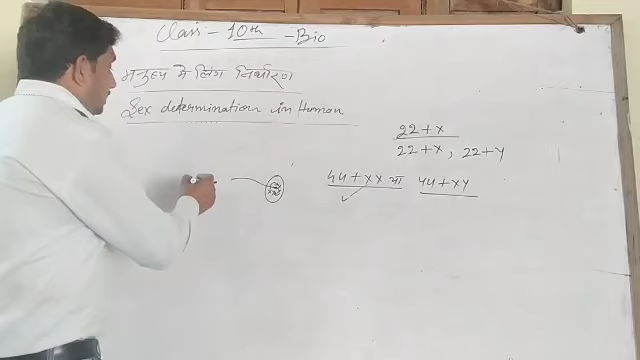 Class - 10th - Bio
मनुष्य में लिंग निर्धारण
Sex determination in Human
22 + x
22 + x , 22 + y
44 + xx या 44 + xy